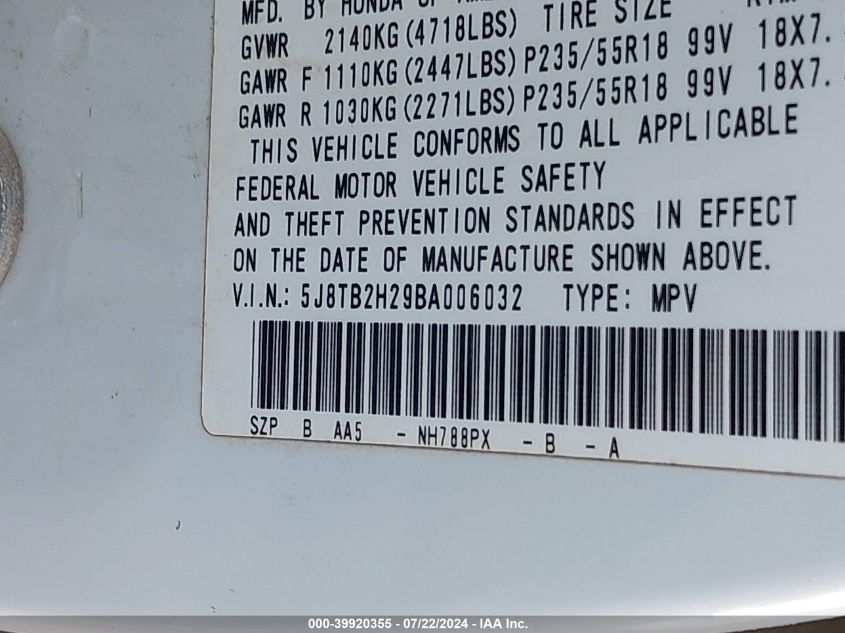 MFD. BY HONDA OF
GVWR 2140KG(4718LBS) TIRE SIZE
GAWR F 1110KG(2447LBS) P235/55R18 99V 18X7.
GAWR R 1030KG(2271LBS) P235/55R18 99V 18X7.
THIS VEHICLE CONFORMS TO ALL APPLICABLE
FEDERAL MOTOR VEHICLE SAFETY
AND THEFT PREVENTION STANDARDS IN EFFECT
ON THE DATE OF MANUFACTURE SHOWN ABOVE.
V.I.N.: 5J8TB2H29BA006032 TYPE: MPV
SZP B AA5 - NH788PX - B - A
000-39920355 - 07/22/2024 - IAA Inc.